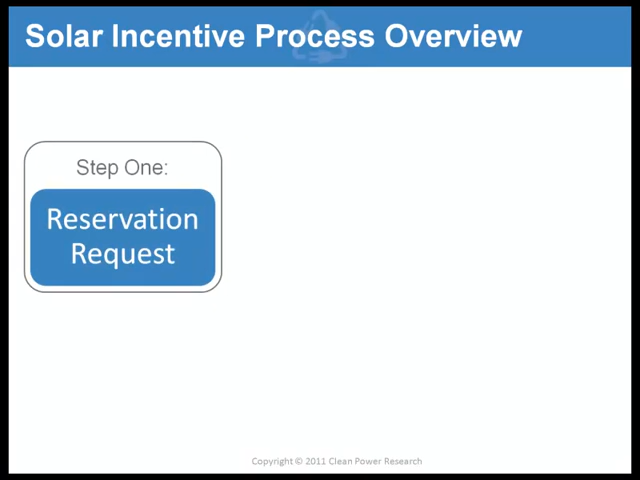 Solar Incentive Process Overview
Step One:
Reservation
Request
Copyright © 2011 Clean Power Research